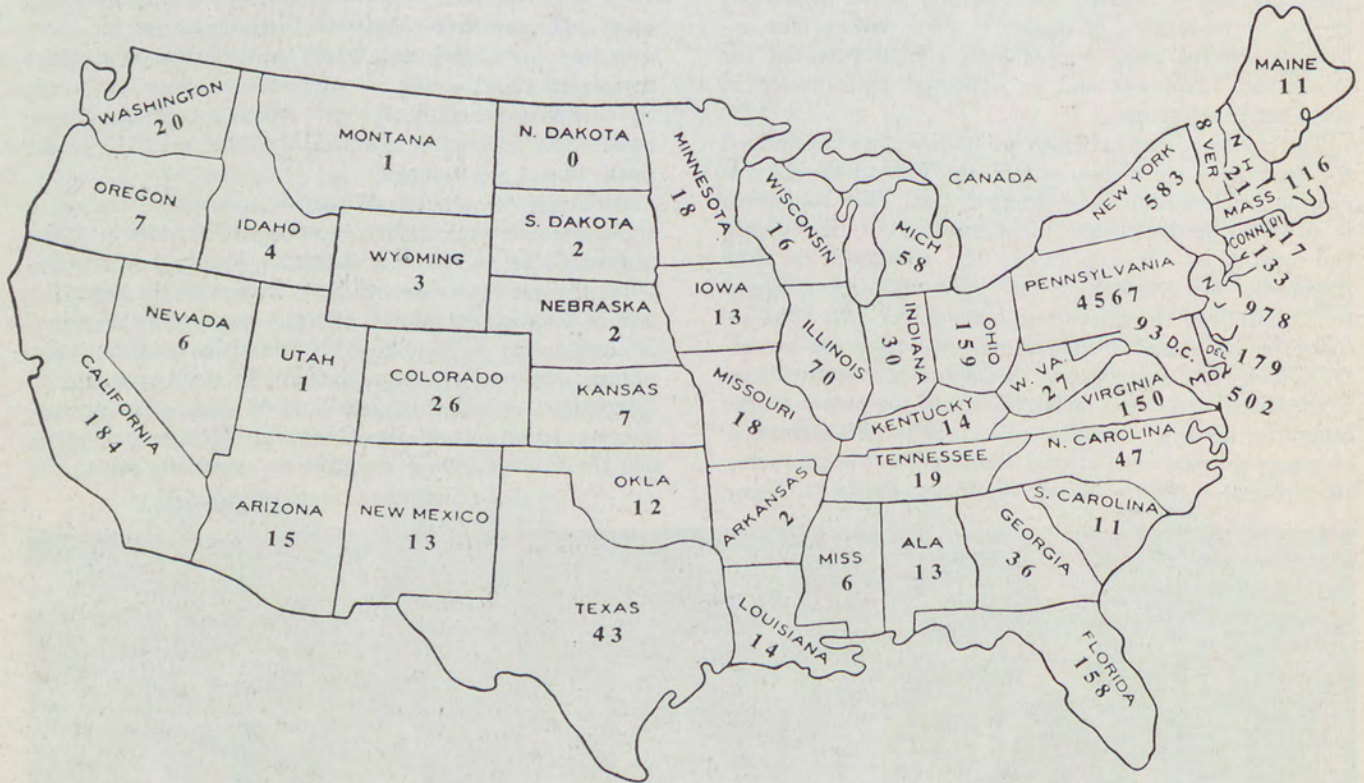 WASHINGTON
20
OREGON
7
CALIFORNIA
184
NEVADA
6
IDAHO
4
MONTANA
1
WYOMING
3
UTAH
1
COLORADO
26
ARIZONA
15
NEW MEXICO
13
N. DAKOTA
0
S. DAKOTA
2
NEBRASKA
2
KANSAS
7
OKLA
12
TEXAS
43
MINNESOTA
18
IOWA
13
MISSOURI
18
ARKANSAS
2
LOUISIANA
14
WISCONSIN
16
ILLINOIS
70
MICH
58
INDIANA
30
OHIO
159
KENTUCKY
14
TENNESSEE
19
MISS
6
ALA
13
GEORGIA
36
FLORIDA
158
S. CAROLINA
11
N. CAROLINA
47
VIRGINIA
150
W. VA.
27
CANADA
PENNSYLVANIA
4567
93 D.C.
NEW YORK
583
VER
8
N H
21
MAINE
11
MASS
116
CONN
133
RI
17
N J
978
DEL
179
MD
502